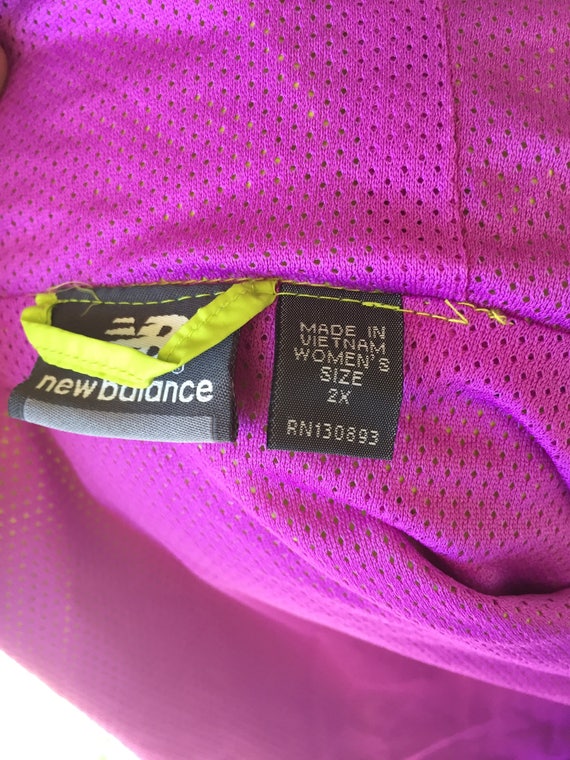 new balance
MADE IN
VIETNAM
WOMEN'S
SIZE
2X
RN130893